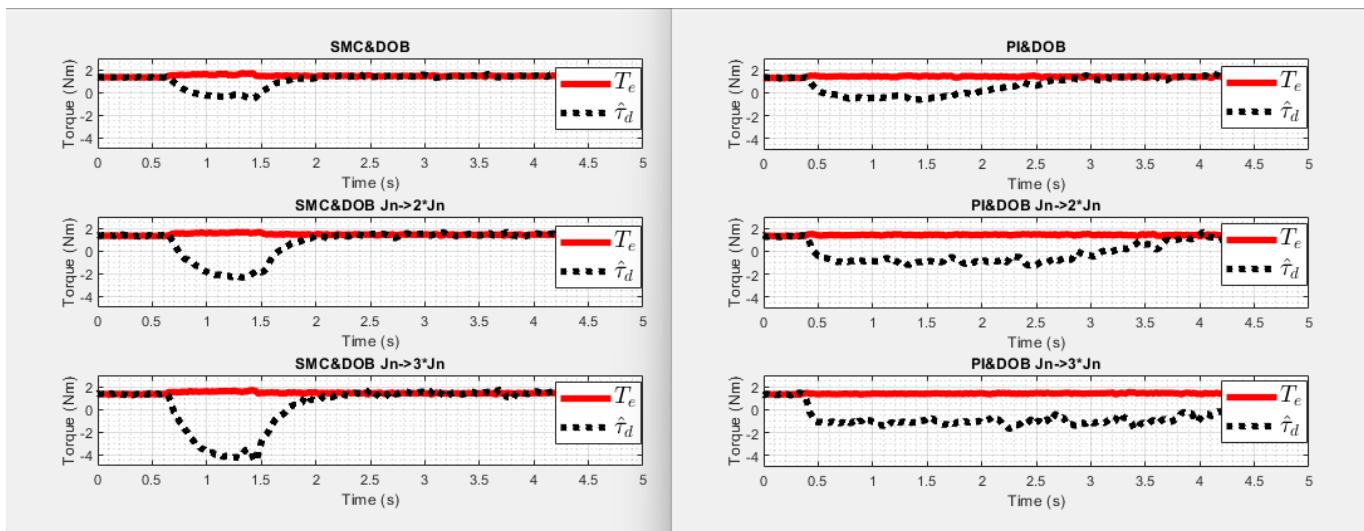 SMC&DOB
Torque (Nm)
2
0
-2
-4
T_e
τ̂_d
0 0.5 1 1.5 2 2.5 3 3.5 4 4.5 5
Time (s)
SMC&DOB Jn->2*Jn
Torque (Nm)
2
0
-2
-4
T_e
τ̂_d
0 0.5 1 1.5 2 2.5 3 3.5 4 4.5 5
Time (s)
SMC&DOB Jn->3*Jn
Torque (Nm)
2
0
-2
-4
T_e
τ̂_d
0 0.5 1 1.5 2 2.5 3 3.5 4 4.5 5
Time (s)
PI&DOB
Torque (Nm)
2
0
-2
-4
T_e
τ̂_d
0 0.5 1 1.5 2 2.5 3 3.5 4 4.5 5
Time (s)
PI&DOB Jn->2*Jn
Torque (Nm)
2
0
-2
-4
T_e
τ̂_d
0 0.5 1 1.5 2 2.5 3 3.5 4 4.5 5
Time (s)
PI&DOB Jn->3*Jn
Torque (Nm)
2
0
-2
-4
T_e
τ̂_d
0 0.5 1 1.5 2 2.5 3 3.5 4 4.5 5
Time (s)